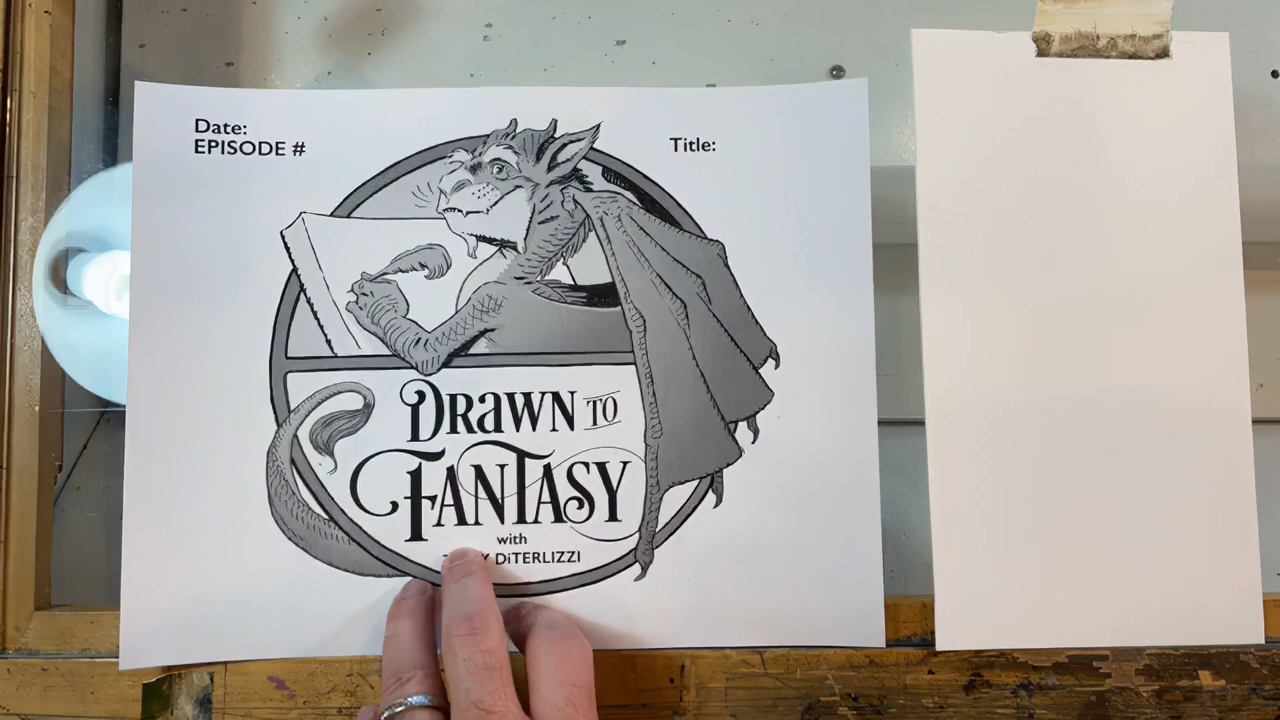 Date:
EPISODE #
Title:
DRAWN TO
FANTASY
with
DiTERLIZZI